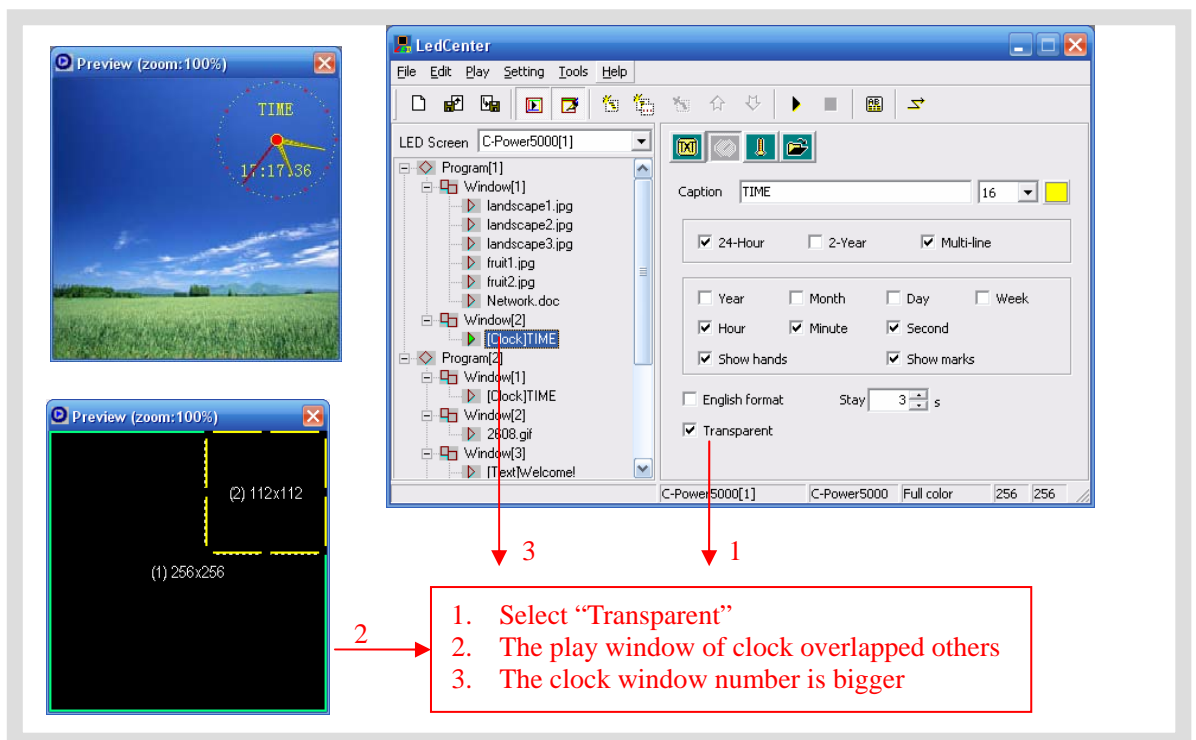 Preview (zoom:100%)
TIME
17:17:36
LedCenter
File Edit Play Setting Tools Help
LED Screen C-Power5000[1]
Program[1]
Window[1]
landscape1.jpg
landscape2.jpg
landscape3.jpg
fruit1.jpg
fruit2.jpg
Network.doc
Window[2]
[Clock]TIME
Program[2]
Window[1]
[Clock]TIME
Window[2]
2608.gif
Window[3]
[Text]Welcome!
TXT
Caption TIME 16
24-Hour 2-Year Multi-line
Year Month Day Week
Hour Minute Second
Show hands Show marks
English format Stay 3 s
Transparent
C-Power5000[1] C-Power5000 Full color 256 256
Preview (zoom:100%)
(2) 112x112
(1) 256x256
3 1
2
1. Select “Transparent”
2. The play window of clock overlapped others
3. The clock window number is bigger